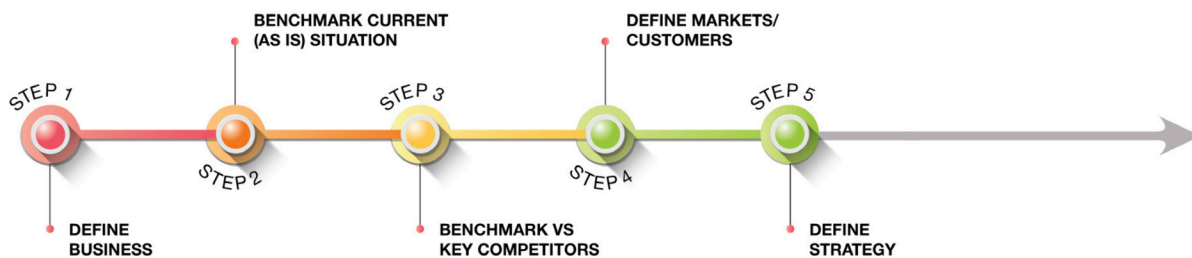 STEP 1
DEFINE
BUSINESS
BENCHMARK CURRENT
(AS IS) SITUATION
STEP 2
STEP 3
BENCHMARK VS
KEY COMPETITORS
DEFINE MARKETS/
CUSTOMERS
STEP 4
STEP 5
DEFINE
STRATEGY